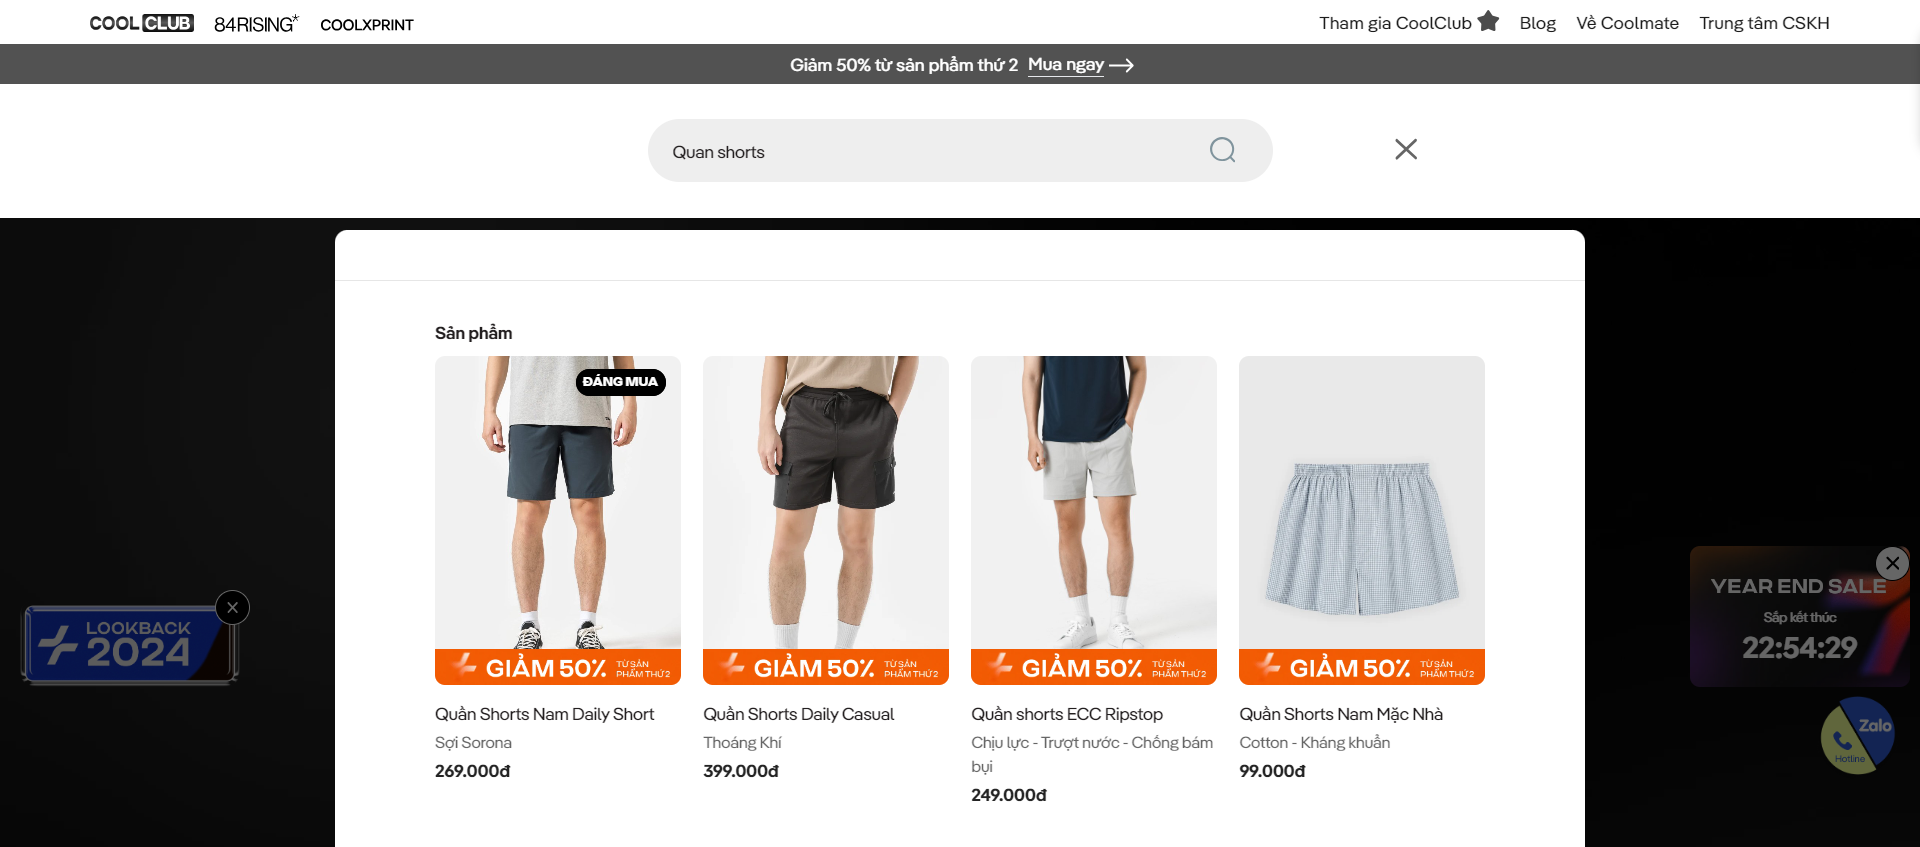 COOLCLUB 84RISING* COOLXPRINT Tham gia CoolClub Blog Về Coolmate Trung tâm CSKH
Giảm 50% từ sản phẩm thứ 2 Mua ngay
Quan shorts
Sản phẩm
ĐÁNG MUA
GIẢM 50% TỪ SẢN PHẨM THỨ 2
Quần Shorts Nam Daily Short
Sợi Sorona
269.000đ
GIẢM 50% TỪ SẢN PHẨM THỨ 2
Quần Shorts Daily Casual
Thoáng Khí
399.000đ
GIẢM 50% TỪ SẢN PHẨM THỨ 2
Quần shorts ECC Ripstop
Chịu lực - Trượt nước - Chống bám
bụi
249.000đ
GIẢM 50% TỪ SẢN PHẨM THỨ 2
Quần Shorts Nam Mặc Nhà
Cotton - Kháng khuẩn
99.000đ
LOOKBACK
2024
YEAR END SALE
Sắp kết thúc
22:54:29
Zalo
Hotline